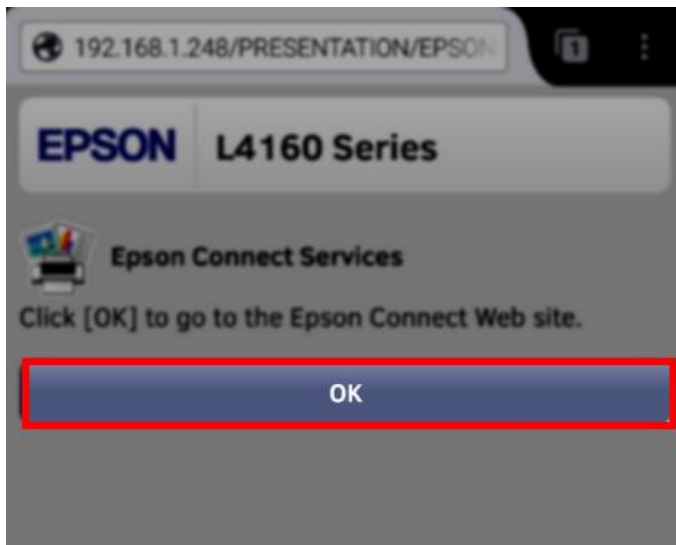 192.168.1.248/PRESENTATION/EPSON
1
EPSON
L4160 Series
Epson Connect Services
Click [OK] to go to the Epson Connect Web site.
OK